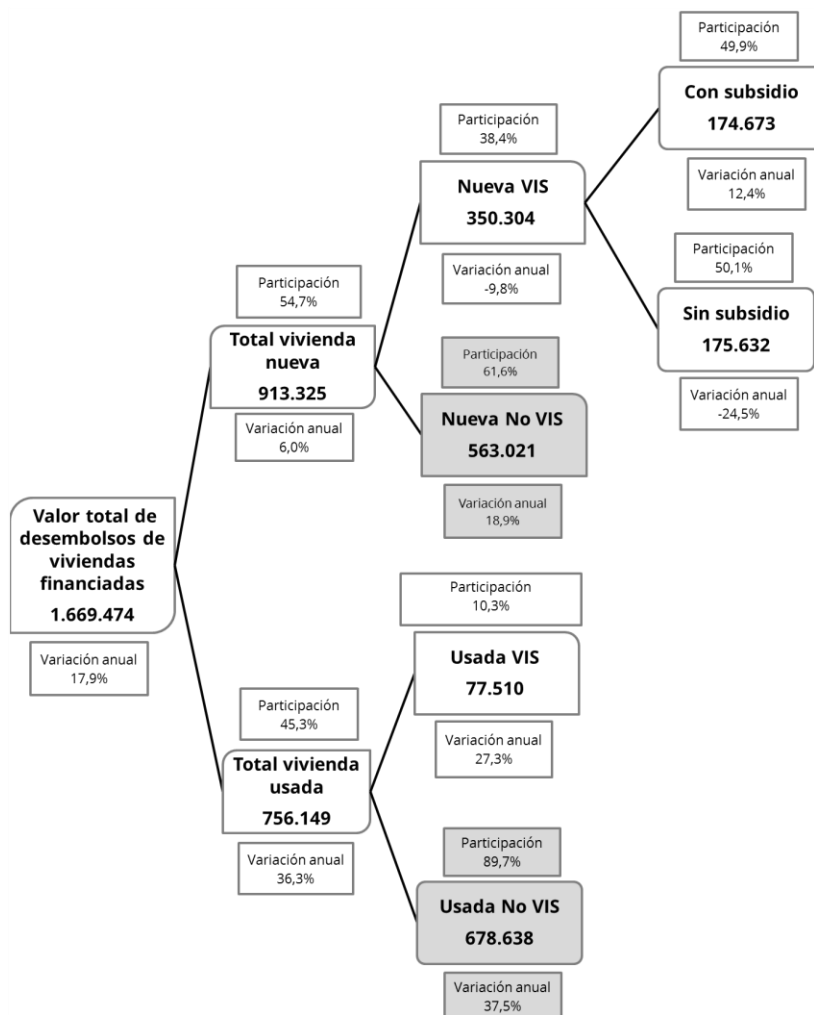 Participación
49,9%
Con subsidio
174.673
Variación anual
12,4%
Participación
38,4%
Nueva VIS
350.304
Variación anual
-9,8%
Participación
50,1%
Sin subsidio
175.632
Variación anual
-24,5%
Participación
54,7%
Total vivienda
nueva
913.325
Variación anual
6,0%
Participación
61,6%
Nueva No VIS
563.021
Variación anual
18,9%
Valor total de
desembolsos de
viviendas
financiadas
1.669.474
Variación anual
17,9%
Participación
10,3%
Usada VIS
77.510
Variación anual
27,3%
Participación
45,3%
Total vivienda
usada
756.149
Variación anual
36,3%
Participación
89,7%
Usada No VIS
678.638
Variación anual
37,5%